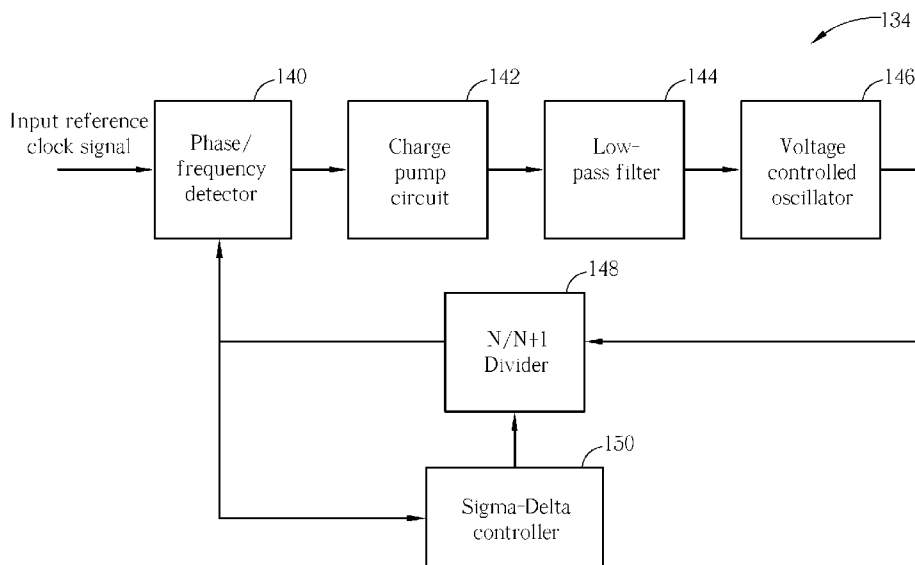 134
140
142
144
146
Input reference
clock signal
Phase/
frequency
detector
Charge
pump
circuit
Low-
pass filter
Voltage
controlled
oscillator
148
N/N+1
Divider
150
Sigma-Delta
controller